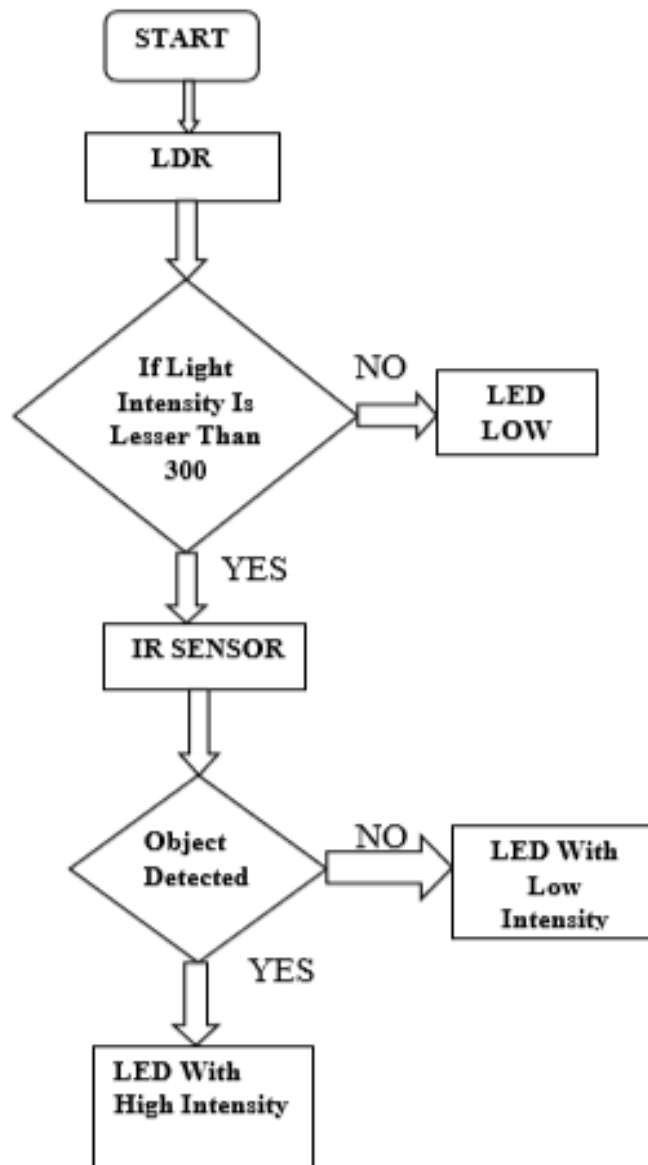 START
LDR
If Light
Intensity Is
Lesser Than
300
NO
LED
LOW
YES
IR SENSOR
Object
Detected
NO
LED With
Low
Intensity
YES
LED With
High Intensity